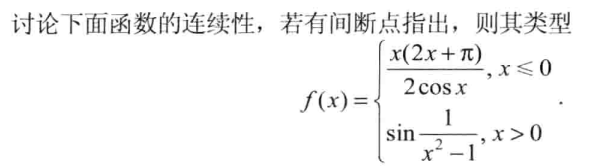 讨论下面函数的连续性，若有间断点指出，则其类型
f(x) = { x(2x + π) / 2cos x , x ⩽ 0
sin 1 / x² − 1 , x > 0 .